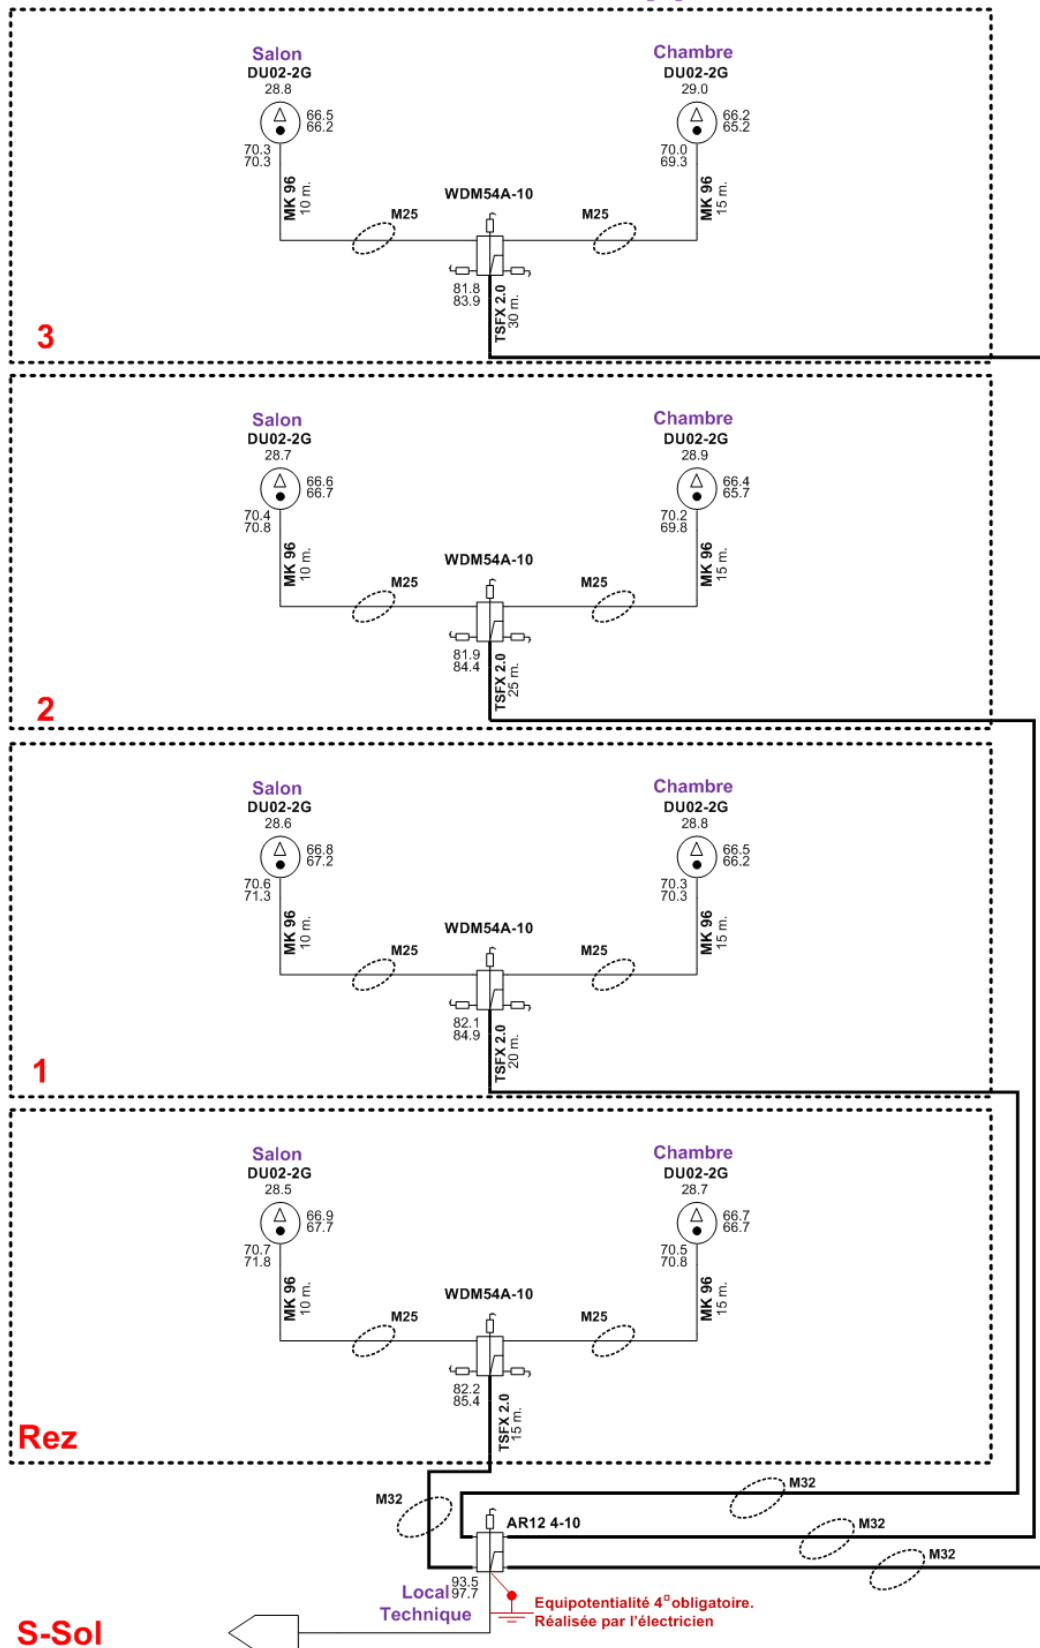 Salon
DU02-2G
28.8
66.5
66.2
70.3
70.3
MK 96
10 m.
M25
WDM54A-10
81.8
83.9
TSFX 2.0
30 m.
M25
Chambre
DU02-2G
29.0
66.2
65.2
70.0
69.3
MK 96
15 m.
3
Salon
DU02-2G
28.7
66.6
66.7
70.4
70.8
MK 96
10 m.
M25
WDM54A-10
81.9
84.4
TSFX 2.0
25 m.
M25
Chambre
DU02-2G
28.9
66.4
65.7
70.2
69.8
MK 96
15 m.
2
Salon
DU02-2G
28.6
66.8
67.2
70.6
71.3
MK 96
10 m.
M25
WDM54A-10
82.1
84.9
TSFX 2.0
20 m.
M25
Chambre
DU02-2G
28.8
66.5
66.2
70.3
70.3
MK 96
15 m.
1
Salon
DU02-2G
28.5
66.9
67.7
70.7
71.8
MK 96
10 m.
M25
WDM54A-10
82.2
85.4
TSFX 2.0
15 m.
M25
Chambre
DU02-2G
28.7
66.7
66.7
70.5
70.8
MK 96
15 m.
Rez
M32
AR12 4-10
M32
M32
M32
93.5
97.7
Local
Technique
Equipotentialité 4□obligatoire.
Réalisée par l'électricien
S-Sol